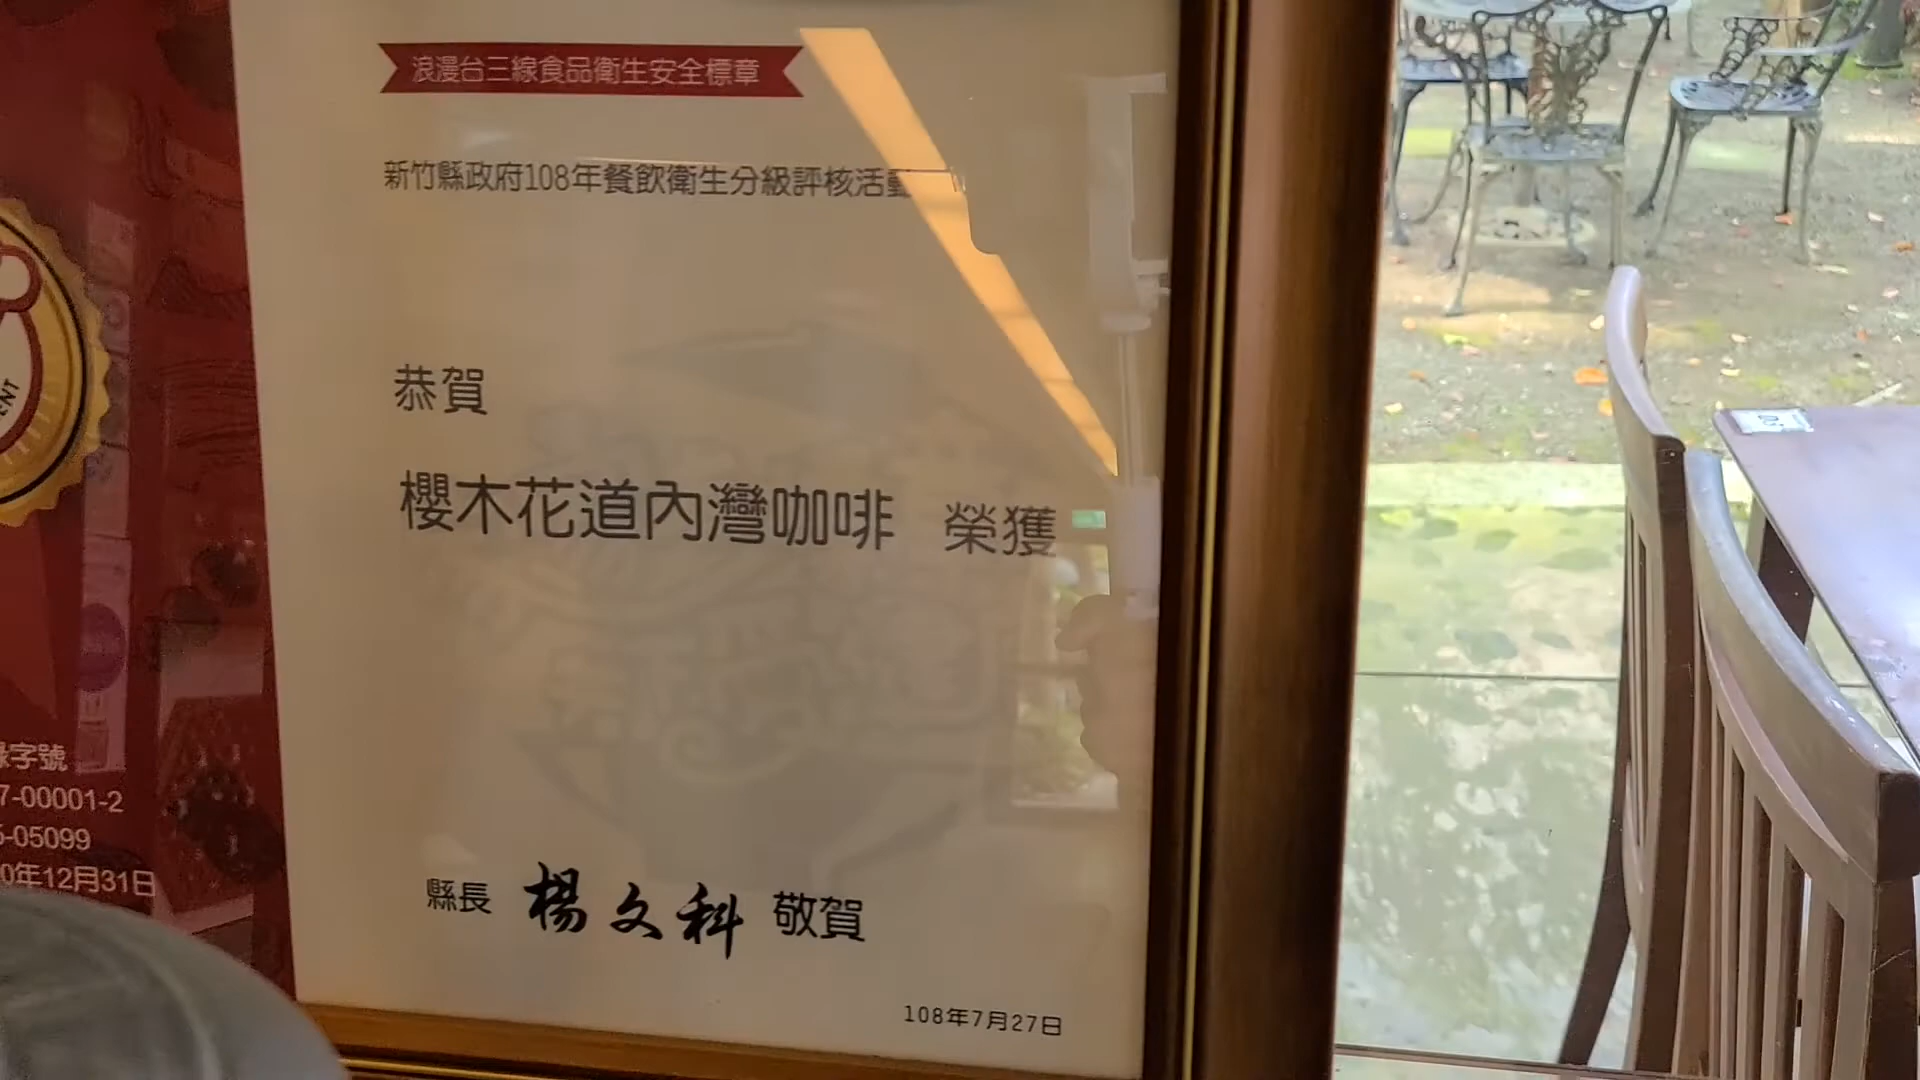 浪漫台三線食品衛生安全標章
新竹縣政府108年餐飲衛生分級評核活動
恭賀
櫻木花道內灣咖啡 榮獲
縣長 楊文科 敬賀
108年7月27日
ENT
字號
7-00001-2
-05099
0年12月31日